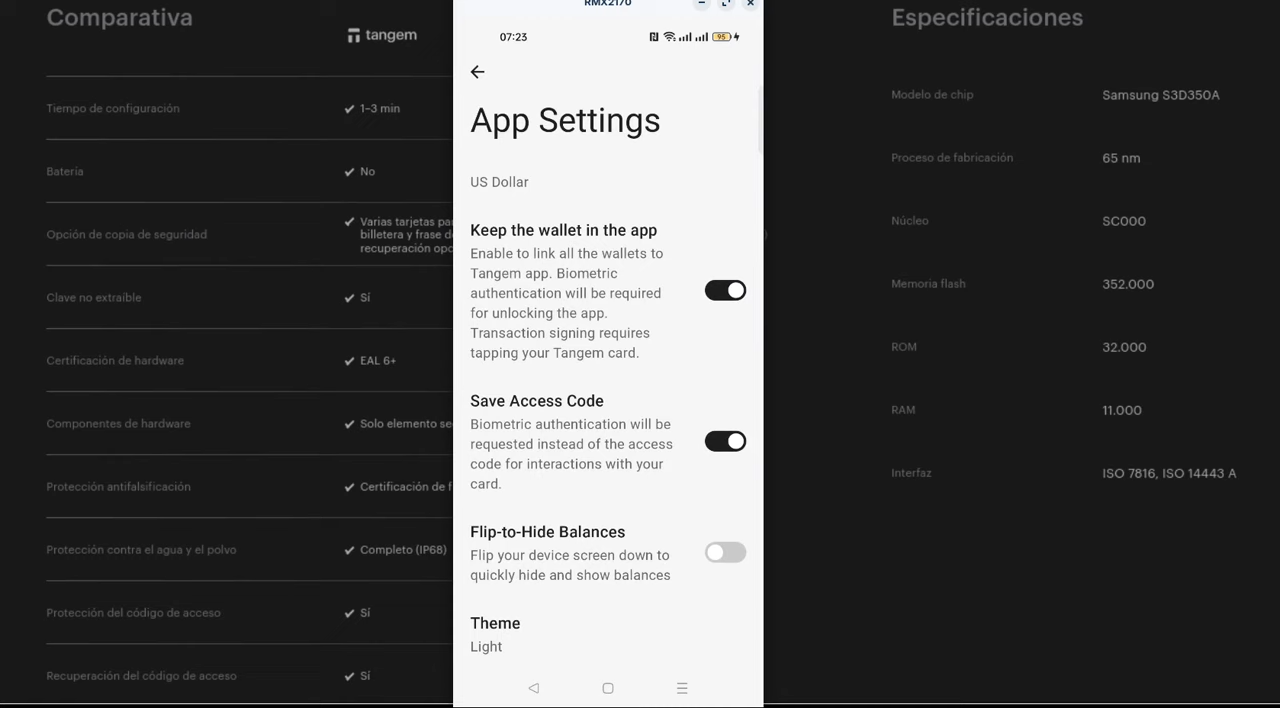 Comparativa
tangem
Tiempo de configuración
1-3 min
Batería
No
Opción de copia de seguridad
Varias tarjetas
billetera y frase
recuperación
Clave no extraíble
Sí
Certificación de hardware
EAL 6+
Componentes de hardware
Solo elemento
Protección antifalsificación
Certificación de
Protección contra el agua y el polvo
Completo (IP68)
Protección del código de acceso
Sí
Recuperación del código de acceso
Sí
RMX2170
07:23
95
App Settings
US Dollar
Keep the wallet in the app
Enable to link all the wallets to
Tangem app. Biometric
authentication will be required
for unlocking the app.
Transaction signing requires
tapping your Tangem card.
Save Access Code
Biometric authentication will be
requested instead of the access
code for interactions with your
card.
Flip-to-Hide Balances
Flip your device screen down to
quickly hide and show balances
Theme
Light
Especificaciones
Modelo de chip
Samsung S3D350A
Proceso de fabricación
65 nm
Núcleo
SC000
Memoria flash
352.000
ROM
32.000
RAM
11.000
Interfaz
ISO 7816, ISO 14443 A